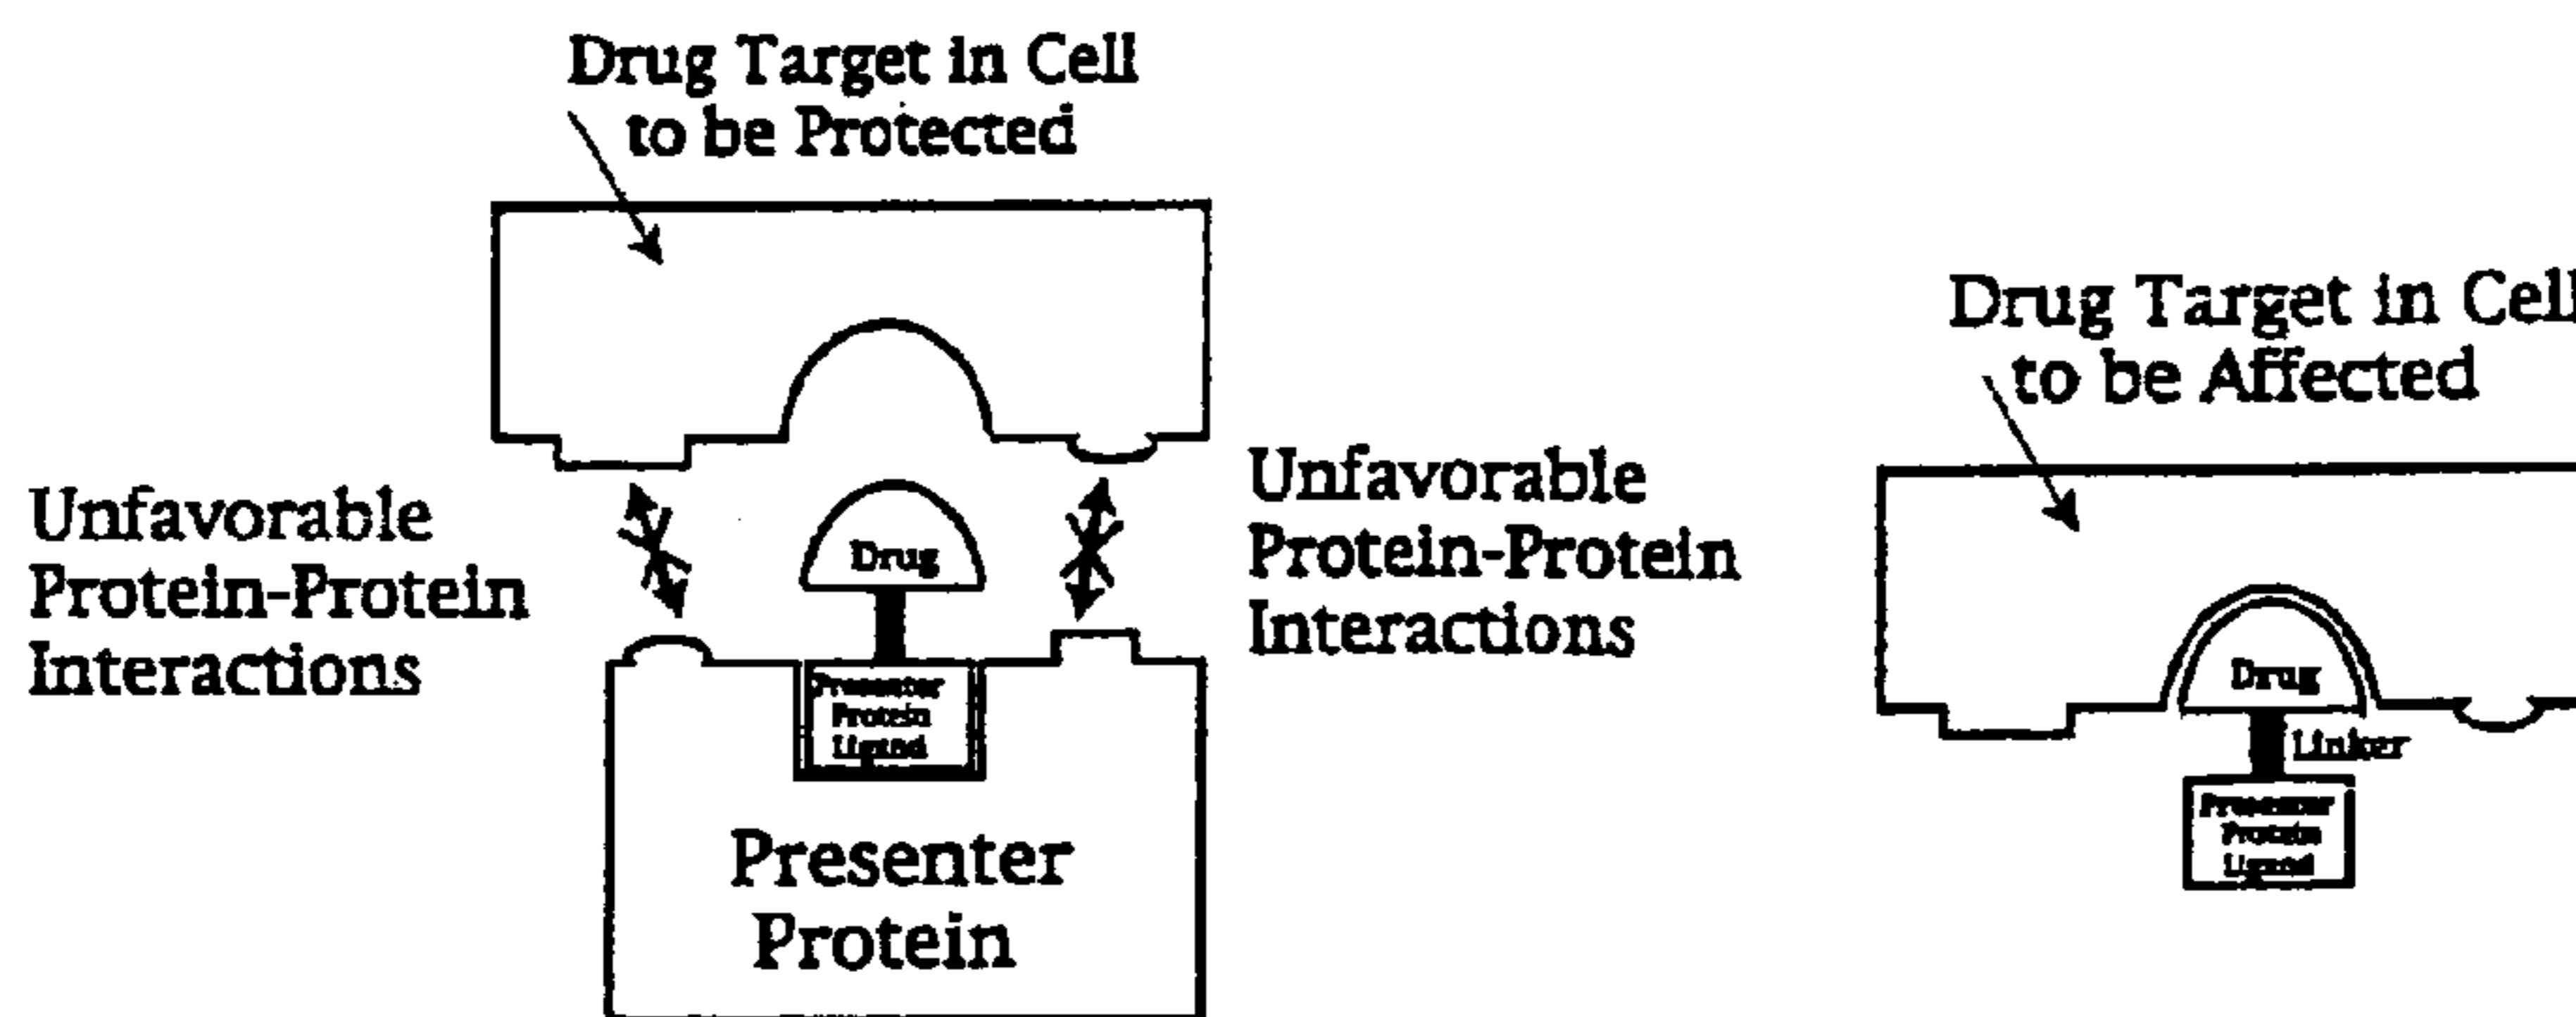 Drug Target in Cell
to be Protected
Unfavorable
Protein-Protein
Interactions
Drug
Unfavorable
Protein-Protein
Interactions
Presenter
Protein
Ligand
Presenter
Protein
Drug Target in Cell
to be Affected
Drug
Linker
Presenter
Protein
Ligand